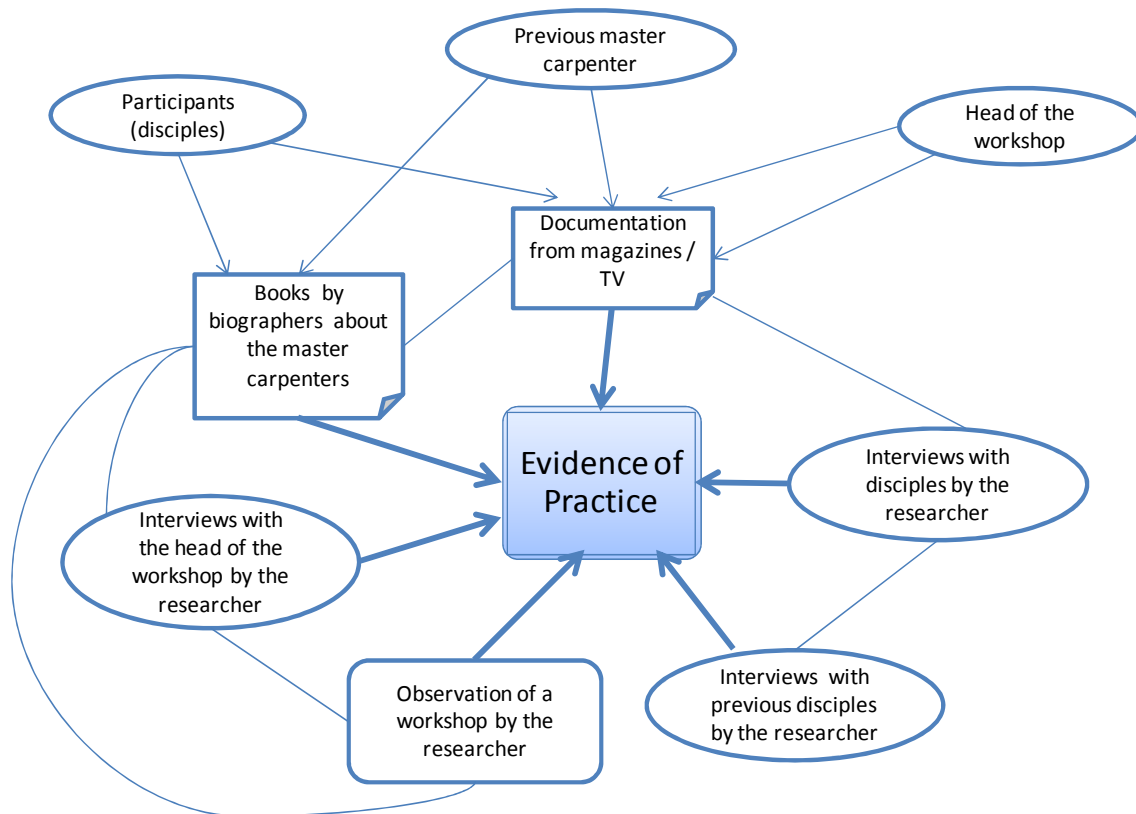 Previous master
carpenter
Participants
(disciples)
Head of the
workshop
Documentation
from magazines /
TV
Books by
biographers about
the master
carpenters
Evidence of
Practice
Interviews with
disciples by the
researcher
Interviews with
the head of the
workshop by the
researcher
Observation of a
workshop by the
researcher
Interviews with
previous disciples
by the researcher